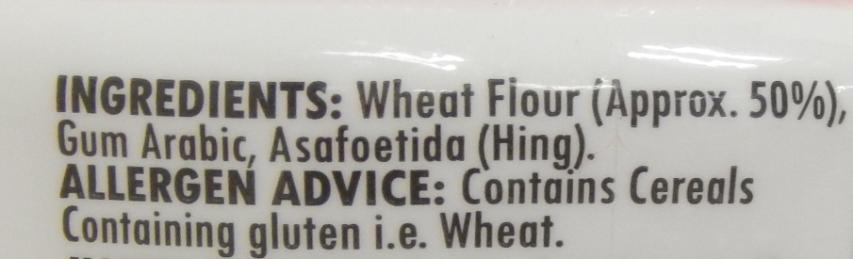 INGREDIENTS: Wheat Flour (Approx. 50%),
Gum Arabic, Asafoetida (Hing).
ALLERGEN ADVICE: Contains Cereals
Containing gluten i.e. Wheat.